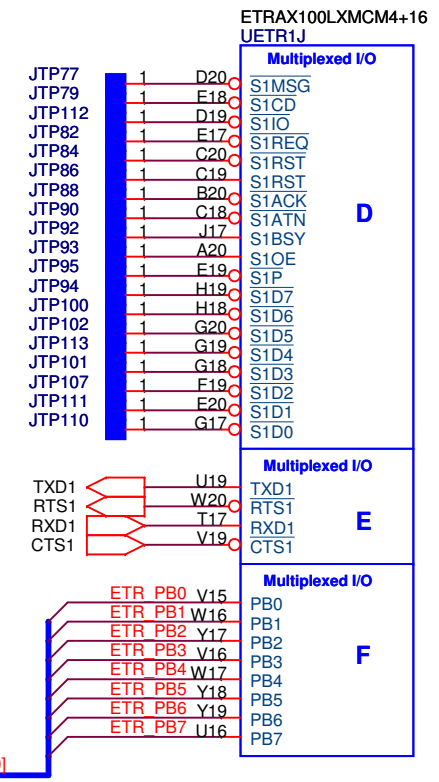 ETRAX100LXMCM4+16
UETR1J
Multiplexed I/O
JTP77 1 D20 S1MSG
JTP79 1 E18 S1CD
JTP112 1 D19 S1IO
JTP82 1 E17 S1REQ
JTP84 1 C20 S1RST
JTP86 1 C19 S1RST
JTP88 1 B20 S1ACK
JTP90 1 C18 S1ATN
JTP92 1 J17 S1BSY
JTP93 1 A20 S1OE
JTP95 1 E19 S1P
JTP94 1 H19 S1D7
JTP100 1 H18 S1D6
JTP102 1 G20 S1D5
JTP113 1 G19 S1D4
JTP101 1 G18 S1D3
JTP107 1 F19 S1D2
JTP111 1 E20 S1D1
JTP110 1 G17 S1D0
D
Multiplexed I/O
TXD1 U19 TXD1
RTS1 W20 RTS1
RXD1 T17 RXD1
CTS1 V19 CTS1
E
Multiplexed I/O
ETR_PB0 V15 PB0
ETR_PB1 W16 PB1
ETR_PB2 Y17 PB2
ETR_PB3 V16 PB3
ETR_PB4 W17 PB4
ETR_PB5 Y18 PB5
ETR_PB6 Y19 PB6
ETR_PB7 U16 PB7
F